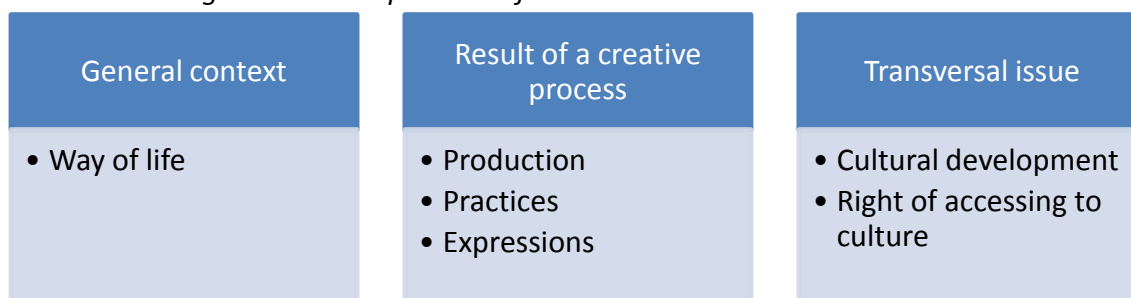 General context
• Way of life
Result of a creative
process
• Production
• Practices
• Expressions
Transversal issue
• Cultural development
• Right of accessing to
culture